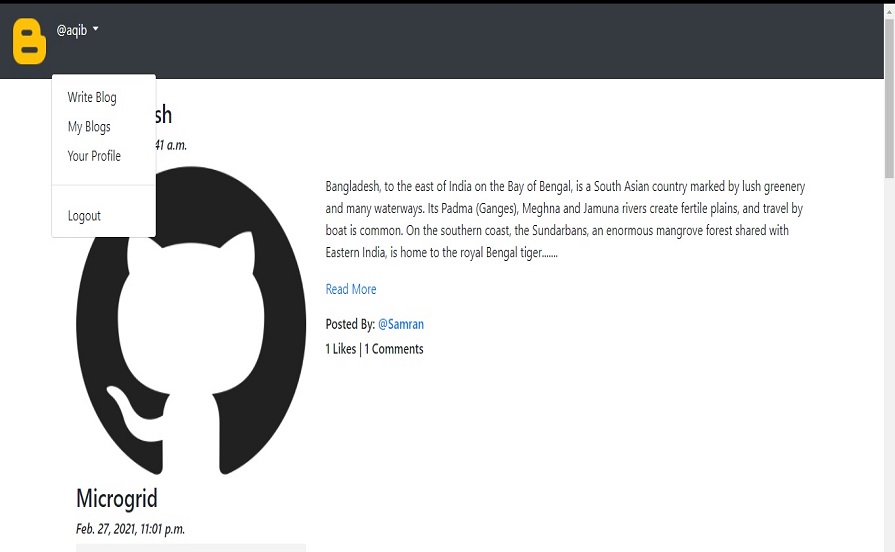 @aqib
Write Blog
My Blogs
Your Profile
Logout
sh
41 a.m.
Bangladesh, to the east of India on the Bay of Bengal, is a South Asian country marked by lush greenery
and many waterways. Its Padma (Ganges), Meghna and Jamuna rivers create fertile plains, and travel by
boat is common. On the southern coast, the Sundarbans, an enormous mangrove forest shared with
Eastern India, is home to the royal Bengal tiger.......
Read More
Posted By: @Samran
1 Likes | 1 Comments
Microgrid
Feb. 27, 2021, 11:01 p.m.